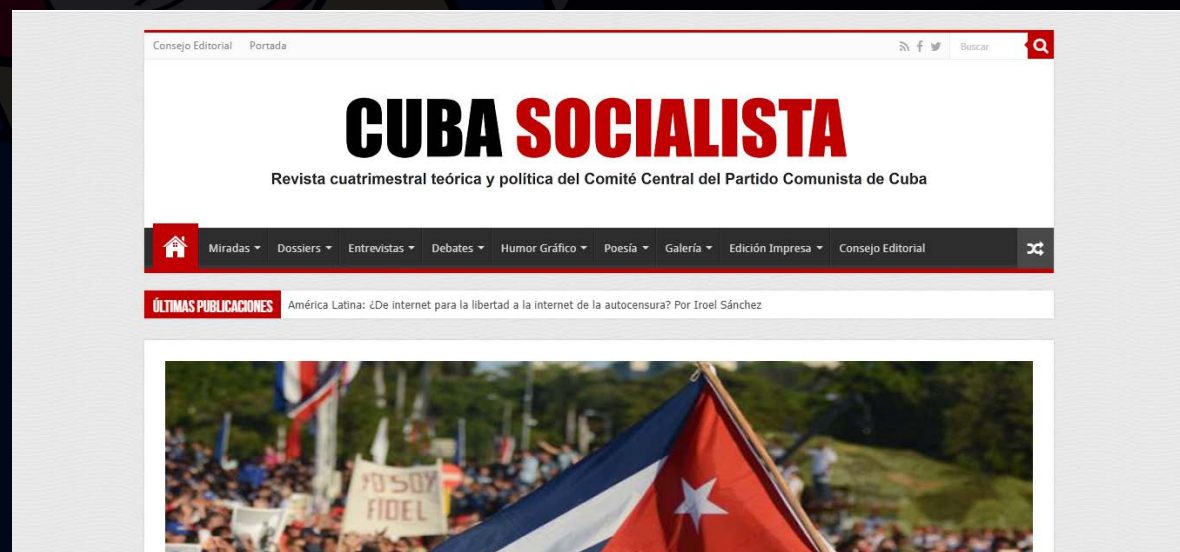 Consejo Editorial Portada
Buscar
CUBA SOCIALISTA
Revista cuatrimestral teórica y política del Comité Central del Partido Comunista de Cuba
Miradas Dossiers Entrevistas Debates Humor Gráfico Poesía Galería Edición Impresa Consejo Editorial
ÚLTIMAS PUBLICACIONES América Latina: ¿De internet para la libertad a la internet de la autocensura? Por Iroel Sánchez
YO SOY
FIDEL